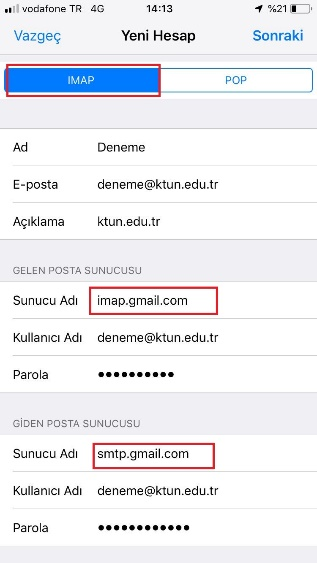 vodafone TR 4G 14:13 %21
Vazgeç Yeni Hesap Sonraki
IMAP POP
Ad Deneme
E-posta deneme@ktun.edu.tr
Açıklama ktun.edu.tr
GELEN POSTA SUNUCUSU
Sunucu Adı imap.gmail.com
Kullanıcı Adı deneme@ktun.edu.tr
Parola ●●●●●●●●●●
GİDEN POSTA SUNUCUSU
Sunucu Adı smtp.gmail.com
Kullanıcı Adı deneme@ktun.edu.tr
Parola ●●●●●●●●●●●●